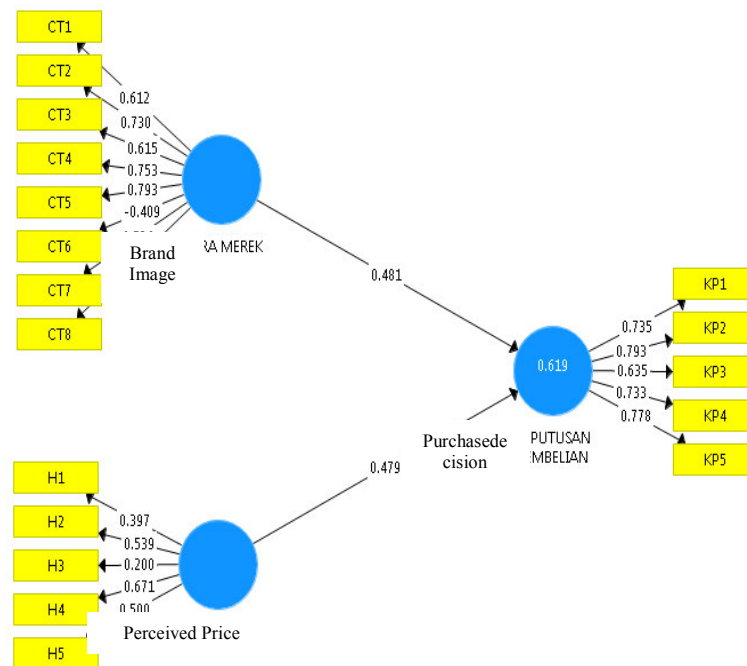 CT1
CT2
CT3
CT4
CT5
CT6
CT7
CT8
0.612
0.730
0.615
0.753
0.793
-0.409
Brand
Image
RA MEREK
0.481
0.619
PUTUSAN
EMBELIAN
Purchasede
cision
0.735
0.793
0.635
0.733
0.778
KP1
KP2
KP3
KP4
KP5
0.479
H1
H2
H3
H4
H5
0.397
0.539
0.200
0.671
0.500
Perceived Price